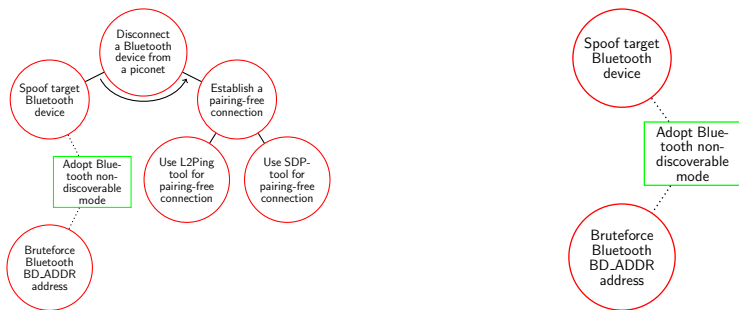 Disconnect
a Bluetooth
device from
a piconet
Spoof target
Bluetooth
device
Establish a
pairing-free
connection
Adopt Blue-
tooth non-
discoverable
mode
Use L2Ping
tool for
pairing-free
connection
Use SDP-
tool for
pairing-free
connection
Bruteforce
Bluetooth
BD_ADDR
address
Spoof target
Bluetooth
device
Adopt Blue-
tooth non-
discoverable
mode
Bruteforce
Bluetooth
BD_ADDR
address